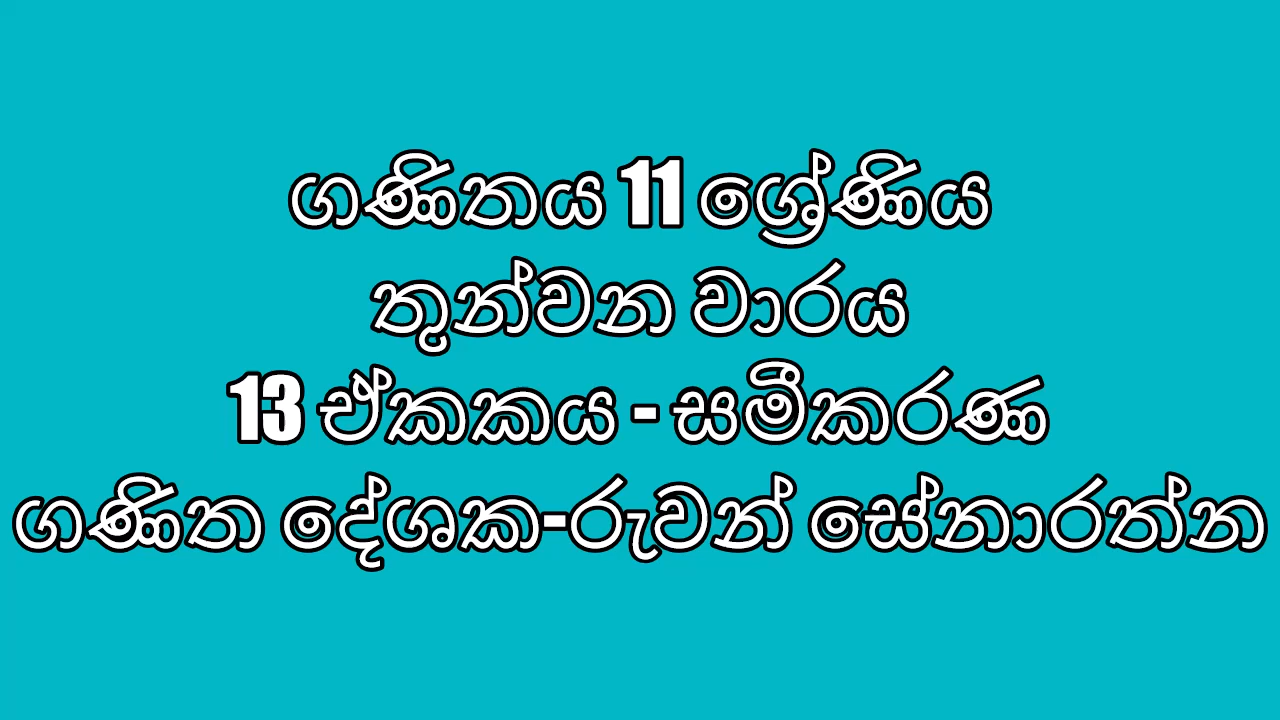 ගණිතය 11 ශ්‍රේණිය
තුන්වන වාරය
13 ඒකකය - සමීකරණ
ගණිත දේශක-රුවන් සේනාරත්න